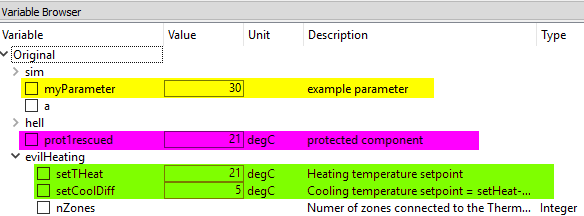 Variable Browser
Variable Value Unit Description Type
Original
sim
myParameter 30 example parameter
a
hell
prot1rescued 21 degC protected component
evilHeating
setTHeat 21 degC Heating temperature setpoint
setCoolDiff 5 degC Cooling temperature setpoint = setHeat-...
nZones Numer of zones connected to the Therm... Integer